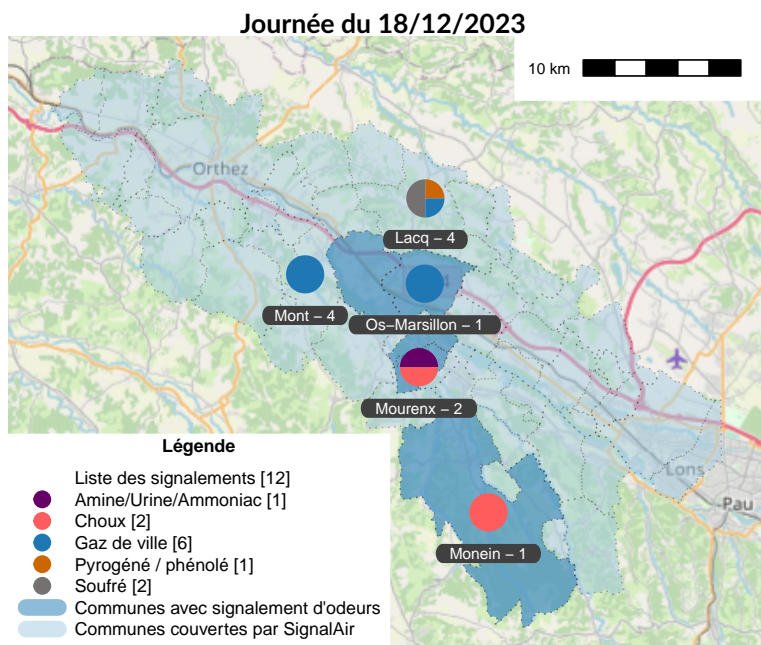 Journée du 18/12/2023
10 km
Orthez
Lacq – 4
Mont – 4
Os–Marsillon – 1
Mourenx – 2
Légende
Liste des signalements [12]
Amine/Urine/Ammoniac [1]
Choux [2]
Gaz de ville [6]
Pyrogéné / phénolé [1]
Soufré [2]
Communes avec signalement d'odeurs
Communes couvertes par SignalAir
Lons
Pau
Monein – 1